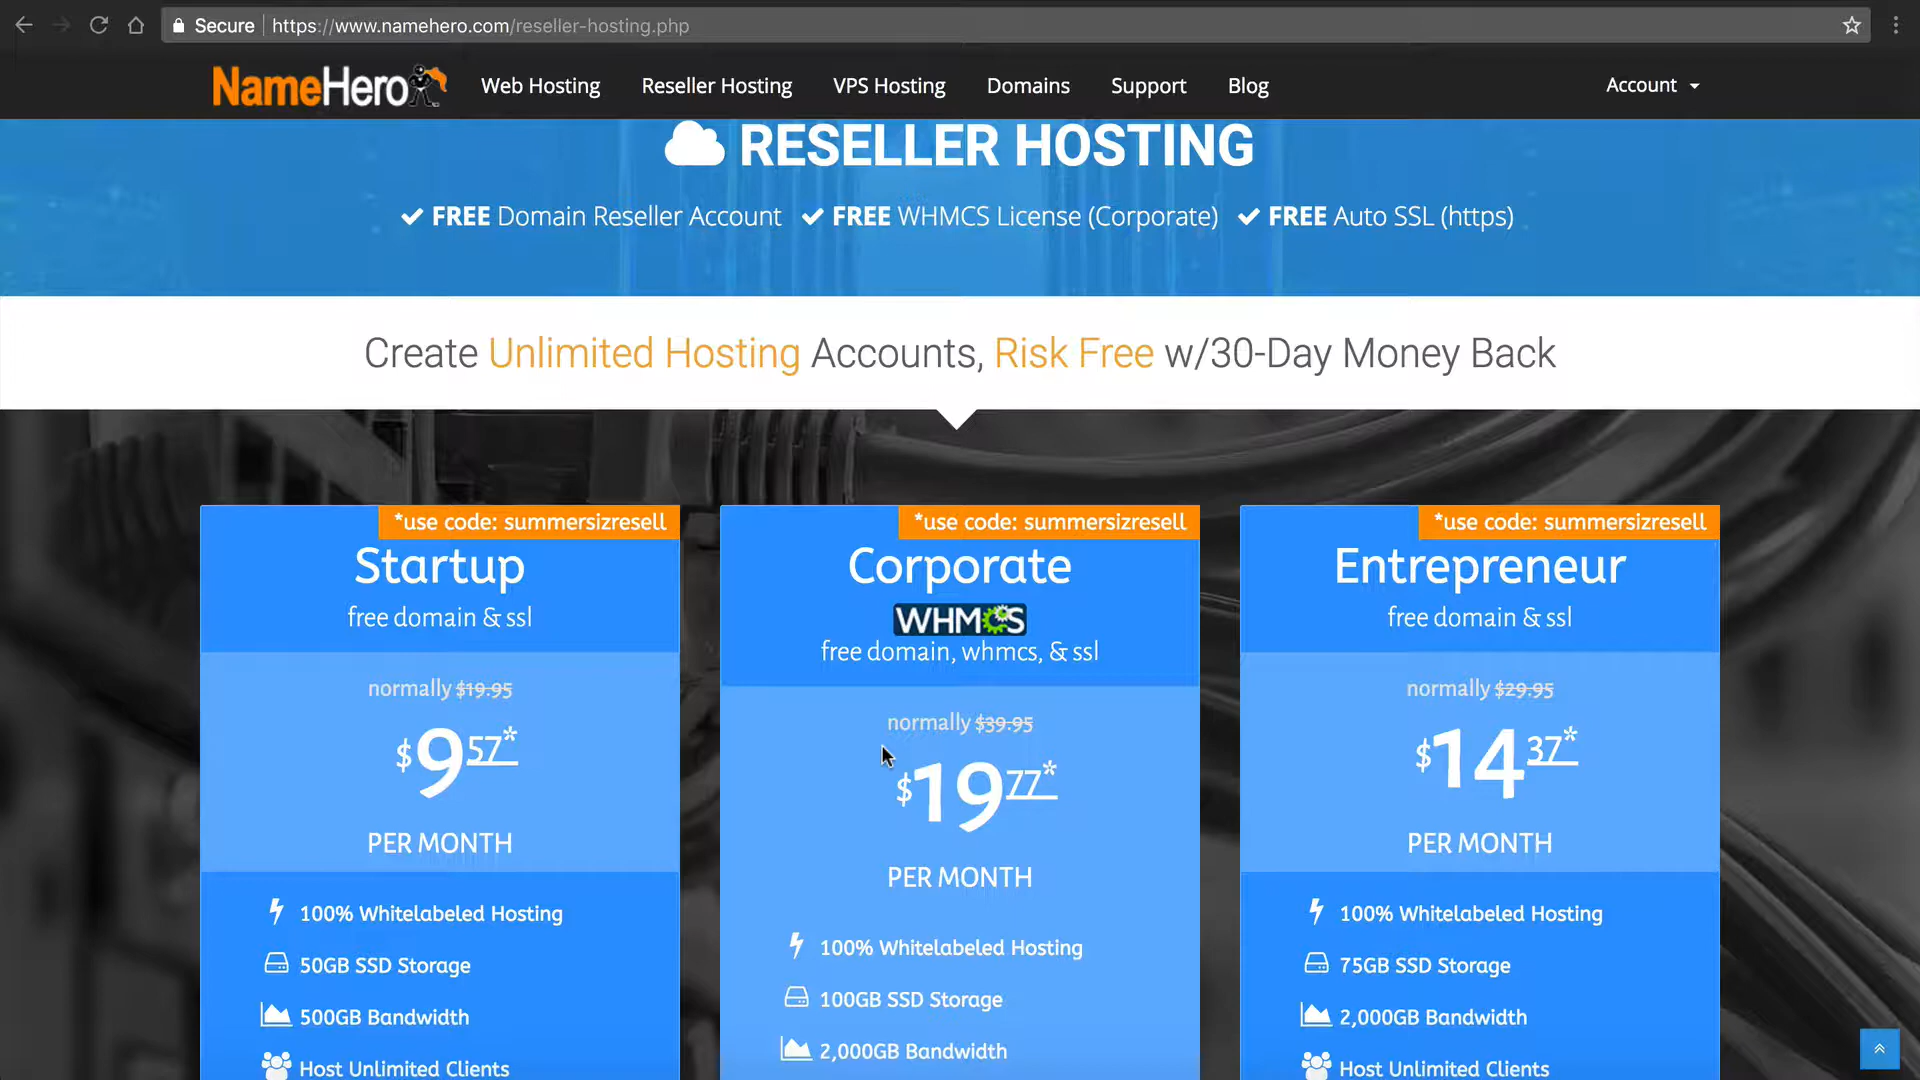 Secure https://www.namehero.com/reseller-hosting.php
NameHero Web Hosting Reseller Hosting VPS Hosting Domains Support Blog Account
RESELLER HOSTING
FREE Domain Reseller Account FREE WHMCS License (Corporate) FREE Auto SSL (https)
Create Unlimited Hosting Accounts, Risk Free w/30-Day Money Back
*use code: summersizresell
Startup
free domain & ssl
normally $19.95
$9 57*
PER MONTH
100% Whitelabeled Hosting
50GB SSD Storage
500GB Bandwidth
Host Unlimited Clients
*use code: summersizresell
Corporate
WHMCS
free domain, whmcs, & ssl
normally $39.95
$19 77*
PER MONTH
100% Whitelabeled Hosting
100GB SSD Storage
2,000GB Bandwidth
*use code: summersizresell
Entrepreneur
free domain & ssl
normally $29.95
$14 37*
PER MONTH
100% Whitelabeled Hosting
75GB SSD Storage
2,000GB Bandwidth
Host Unlimited Clients